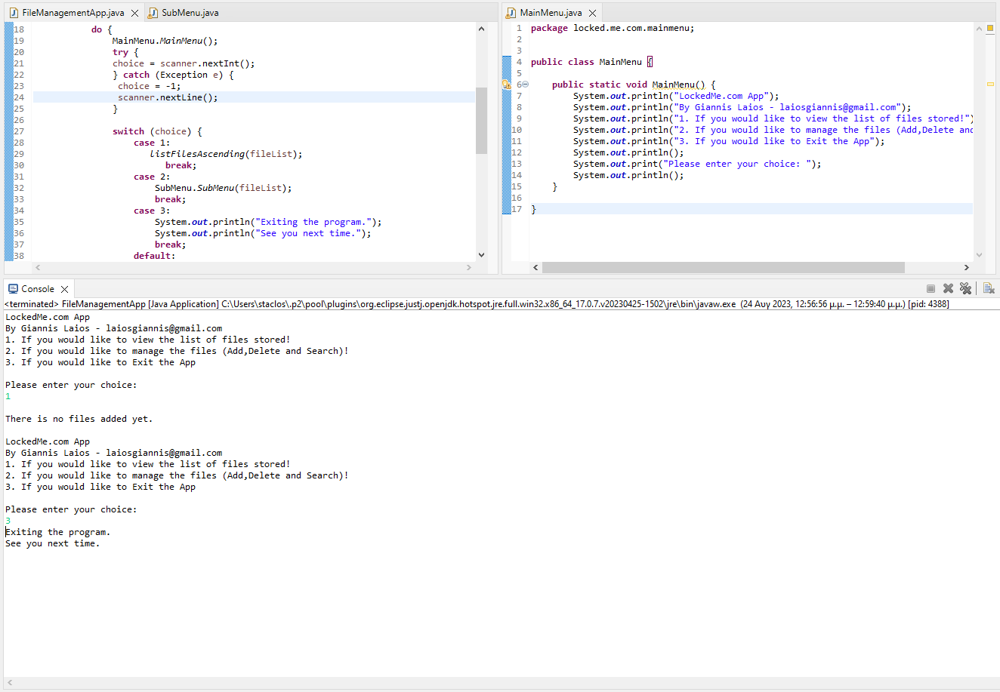 FileManagementApp.java
SubMenu.java
18 do {
19 MainMenu.MainMenu();
20 try {
21 choice = scanner.nextInt();
22 } catch (Exception e) {
23 choice = -1;
24 scanner.nextLine();
25 }
26
27 switch (choice) {
28 case 1:
29 listFilesAscending(fileList);
30 break;
31 case 2:
32 SubMenu.SubMenu(fileList);
33 break;
34 case 3:
35 System.out.println("Exiting the program.");
36 System.out.println("See you next time.");
37 break;
38 default:
MainMenu.java
1 package locked.me.com.mainmenu;
2
3
4 public class MainMenu {
5
6 public static void MainMenu() {
7 System.out.println("LockedMe.com App");
8 System.out.println("By Giannis Laios - laiosgiannis@gmail.com");
9 System.out.println("1. If you would like to view the list of files stored!")
10 System.out.println("2. If you would like to manage the files (Add,Delete and
11 System.out.println("3. If you would like to Exit the App");
12 System.out.println();
13 System.out.print("Please enter your choice: ");
14 System.out.println();
15 }
16
17 }
Console
<terminated> FileManagementApp [Java Application] C:\Users\staclos\.p2\pool\plugins\org.eclipse.justj.openjdk.hotspot.jre.full.win32.x86_64_17.0.7.v20230425-1502\jre\bin\javaw.exe (24 Αυγ 2023, 12:56:56 μ.μ. – 12:59:40 μ.μ.) [pid: 4388]
LockedMe.com App
By Giannis Laios - laiosgiannis@gmail.com
1. If you would like to view the list of files stored!
2. If you would like to manage the files (Add,Delete and Search)!
3. If you would like to Exit the App
Please enter your choice:
1
There is no files added yet.
LockedMe.com App
By Giannis Laios - laiosgiannis@gmail.com
1. If you would like to view the list of files stored!
2. If you would like to manage the files (Add,Delete and Search)!
3. If you would like to Exit the App
Please enter your choice:
3
Exiting the program.
See you next time.